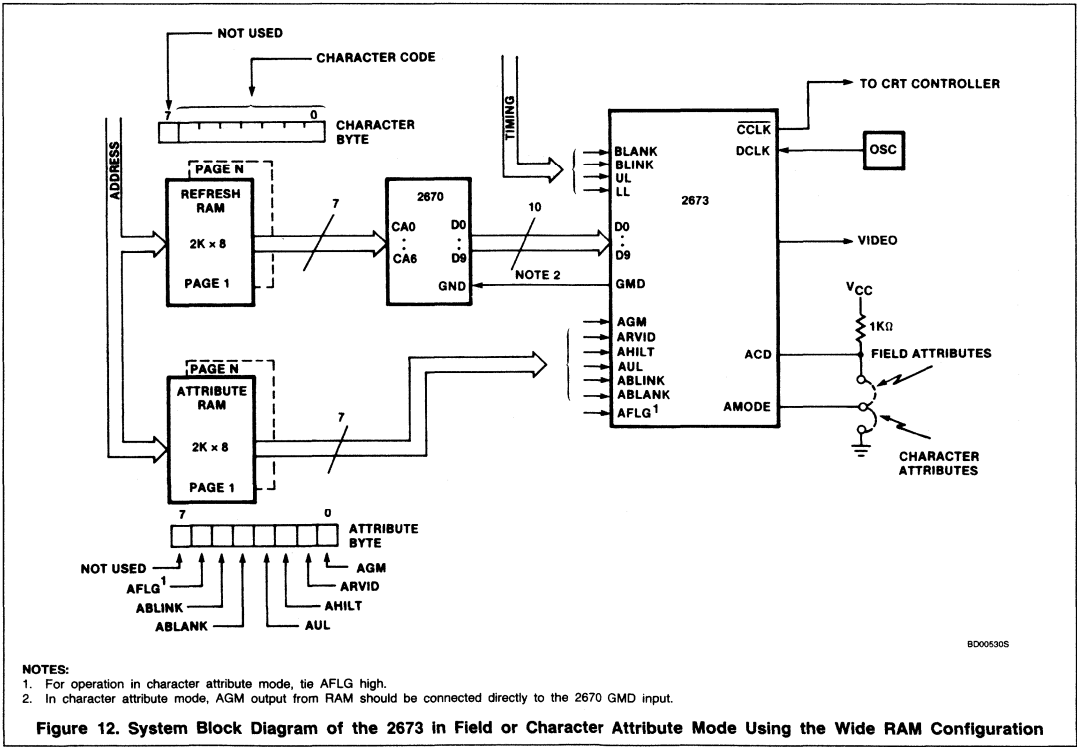 NOT USED
CHARACTER CODE
7
0
CHARACTER
BYTE
ADDRESS
TIMING
PAGE N
REFRESH
RAM
2K × 8
PAGE 1
7
2670
CA0
:
CA6
D0
:
D9
GND
10
NOTE 2
BLANK
BLINK
UL
LL
2673
D0
:
D9
GMD
AGM
ARVID
AHILT
AUL
ABLINK
ABLANK
AFLG1
CCLK
DCLK
ACD
AMODE
TO CRT CONTROLLER
OSC
VIDEO
VCC
1KΩ
FIELD ATTRIBUTES
CHARACTER
ATTRIBUTES
PAGE N
ATTRIBUTE
RAM
2K × 8
PAGE 1
7
7
0
ATTRIBUTE
BYTE
NOT USED
AFLG1
ABLINK
ABLANK
AGM
ARVID
AHILT
AUL
BD00530S
NOTES:
1. For operation in character attribute mode, tie AFLG high.
2. In character attribute mode, AGM output from RAM should be connected directly to the 2670 GMD input.
Figure 12. System Block Diagram of the 2673 in Field or Character Attribute Mode Using the Wide RAM Configuration